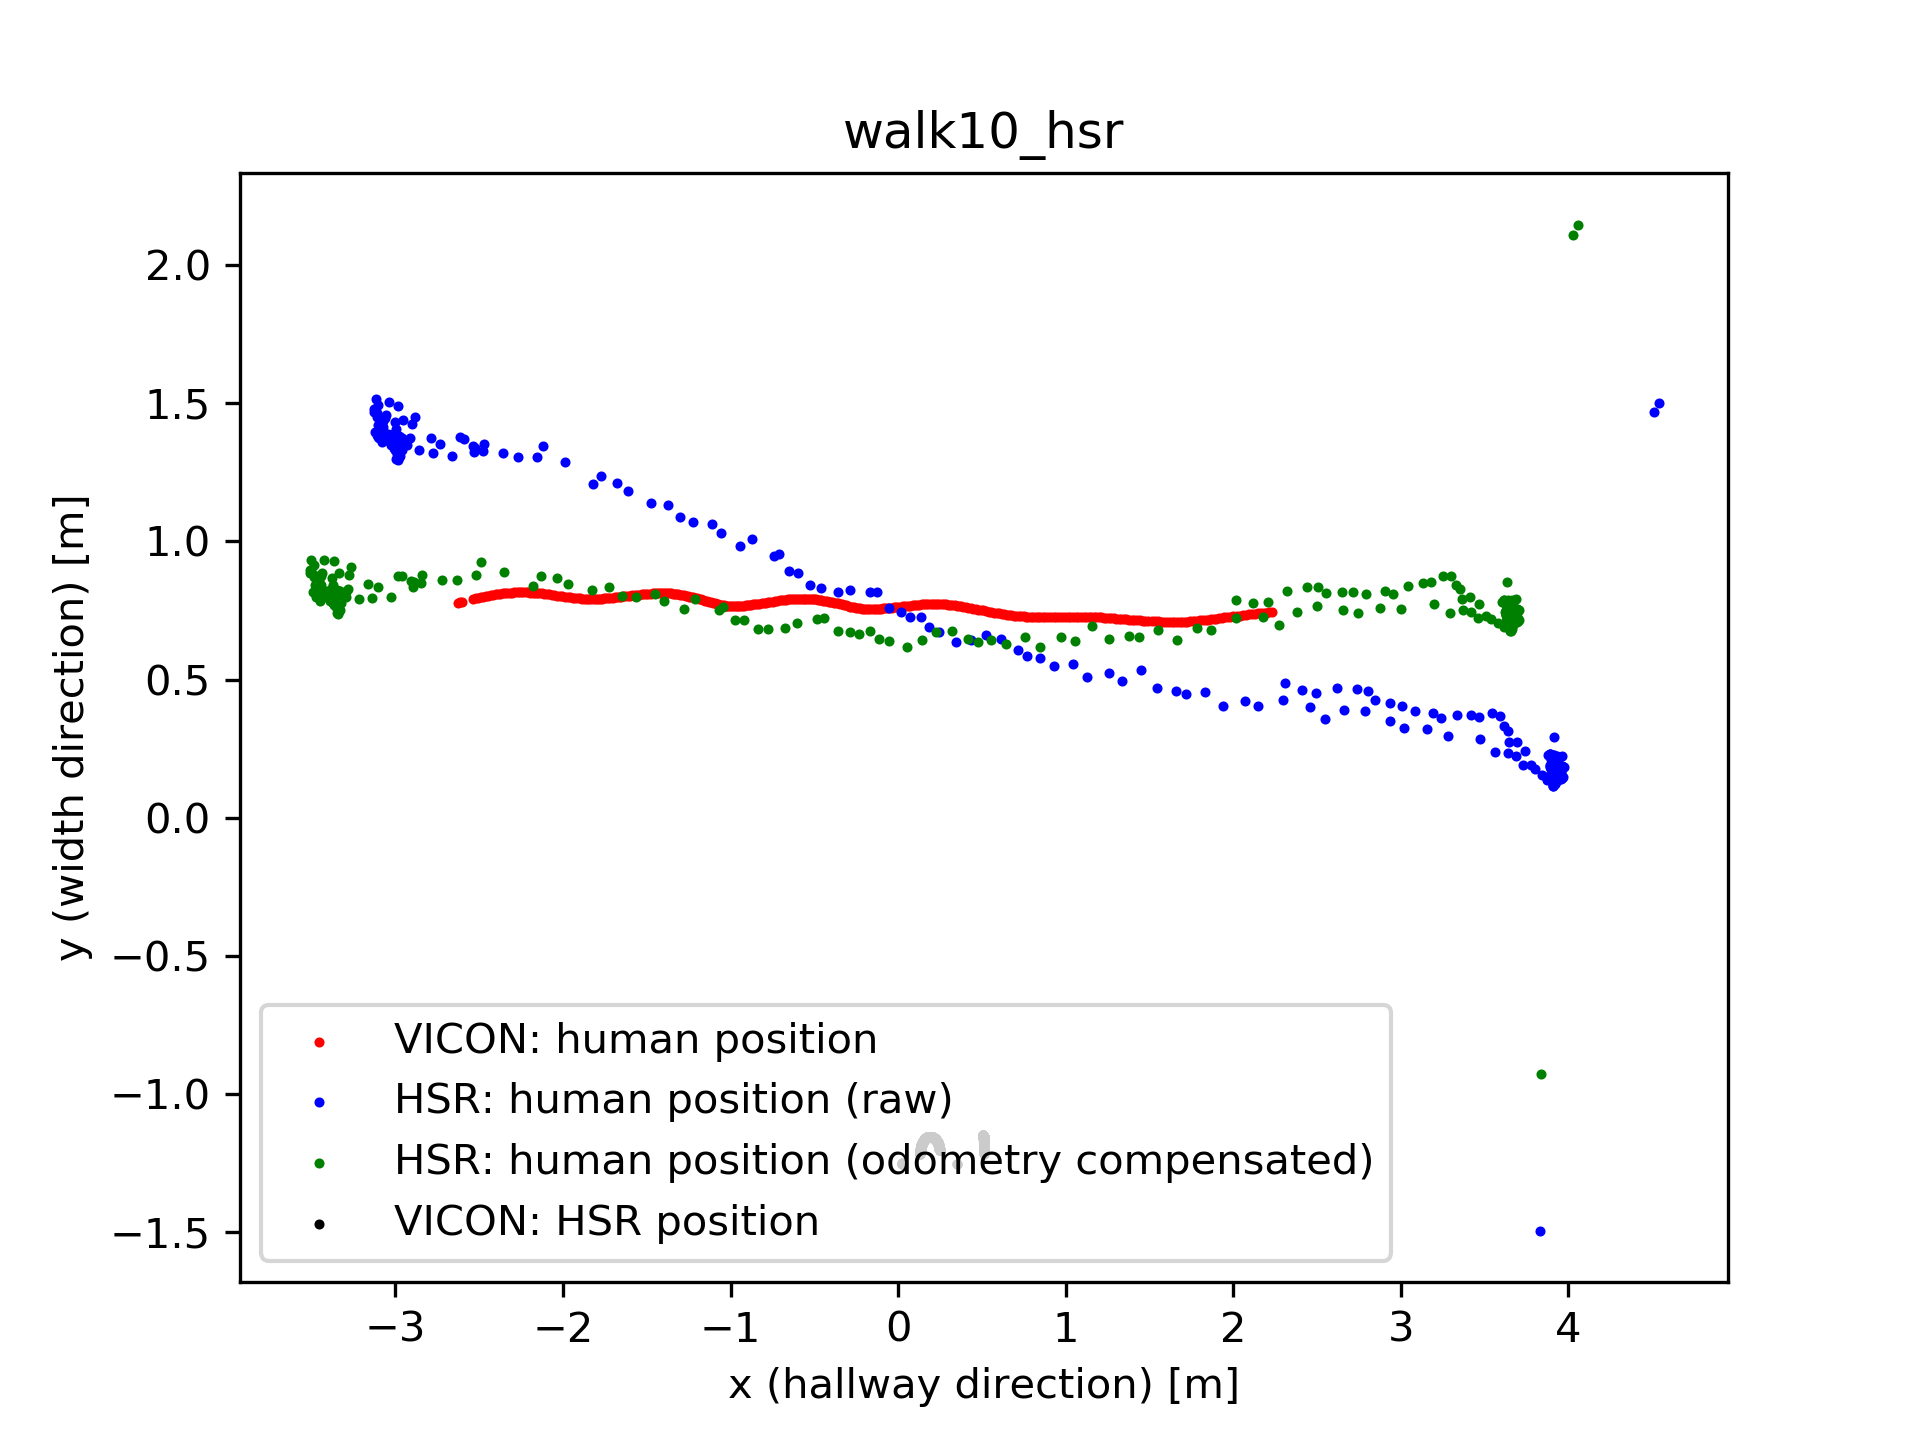 walk10_hsr
2.0
1.5
1.0
0.5
0.0
−0.5
−1.0
−1.5
y (width direction) [m]
VICON: human position
HSR: human position (raw)
HSR: human position (odometry compensated)
VICON: HSR position
−3 −2 −1 0 1 2 3 4
x (hallway direction) [m]